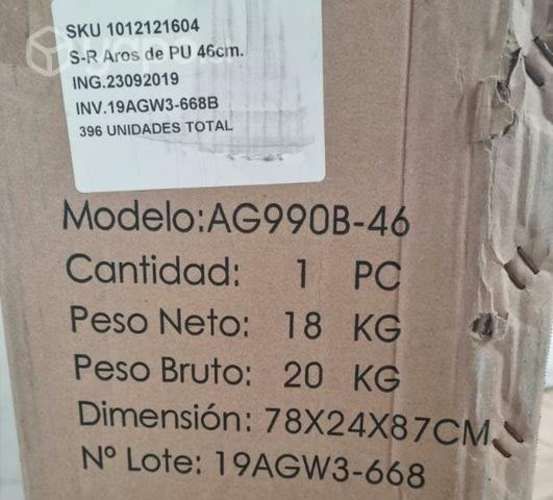 SKU 1012121604
S-R Aros de PU 46cm.
ING.23092019
INV.19AGW3-668B
396 UNIDADES TOTAL
Modelo:AG990B-46
Cantidad: 1 PC
Peso Neto: 18 KG
Peso Bruto: 20 KG
Dimensión: 78X24X87CM
Nº Lote: 19AGW3-668